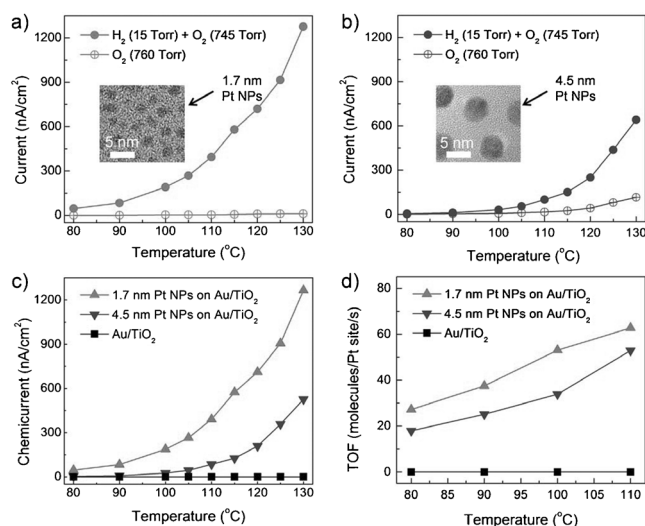 a)
H₂ (15 Torr) + O₂ (745 Torr)
O₂ (760 Torr)
1.7 nm
Pt NPs
5 nm
Current (nA/cm²)
1200
900
600
300
0
80 90 100 110 120 130
Temperature (°C)
b)
H₂ (15 Torr) + O₂ (745 Torr)
O₂ (760 Torr)
4.5 nm
Pt NPs
5 nm
Current (nA/cm²)
1200
900
600
300
0
80 90 100 110 120 130
Temperature (°C)
c)
1.7 nm Pt NPs on Au/TiO₂
4.5 nm Pt NPs on Au/TiO₂
Au/TiO₂
Chemicurrent (nA/cm²)
1200
900
600
300
0
80 90 100 110 120 130
Temperature (°C)
d)
1.7 nm Pt NPs on Au/TiO₂
4.5 nm Pt NPs on Au/TiO₂
Au/TiO₂
TOF (molecules/Pt site/s)
80
60
40
20
0
80 85 90 95 100 105 110
Temperature (°C)